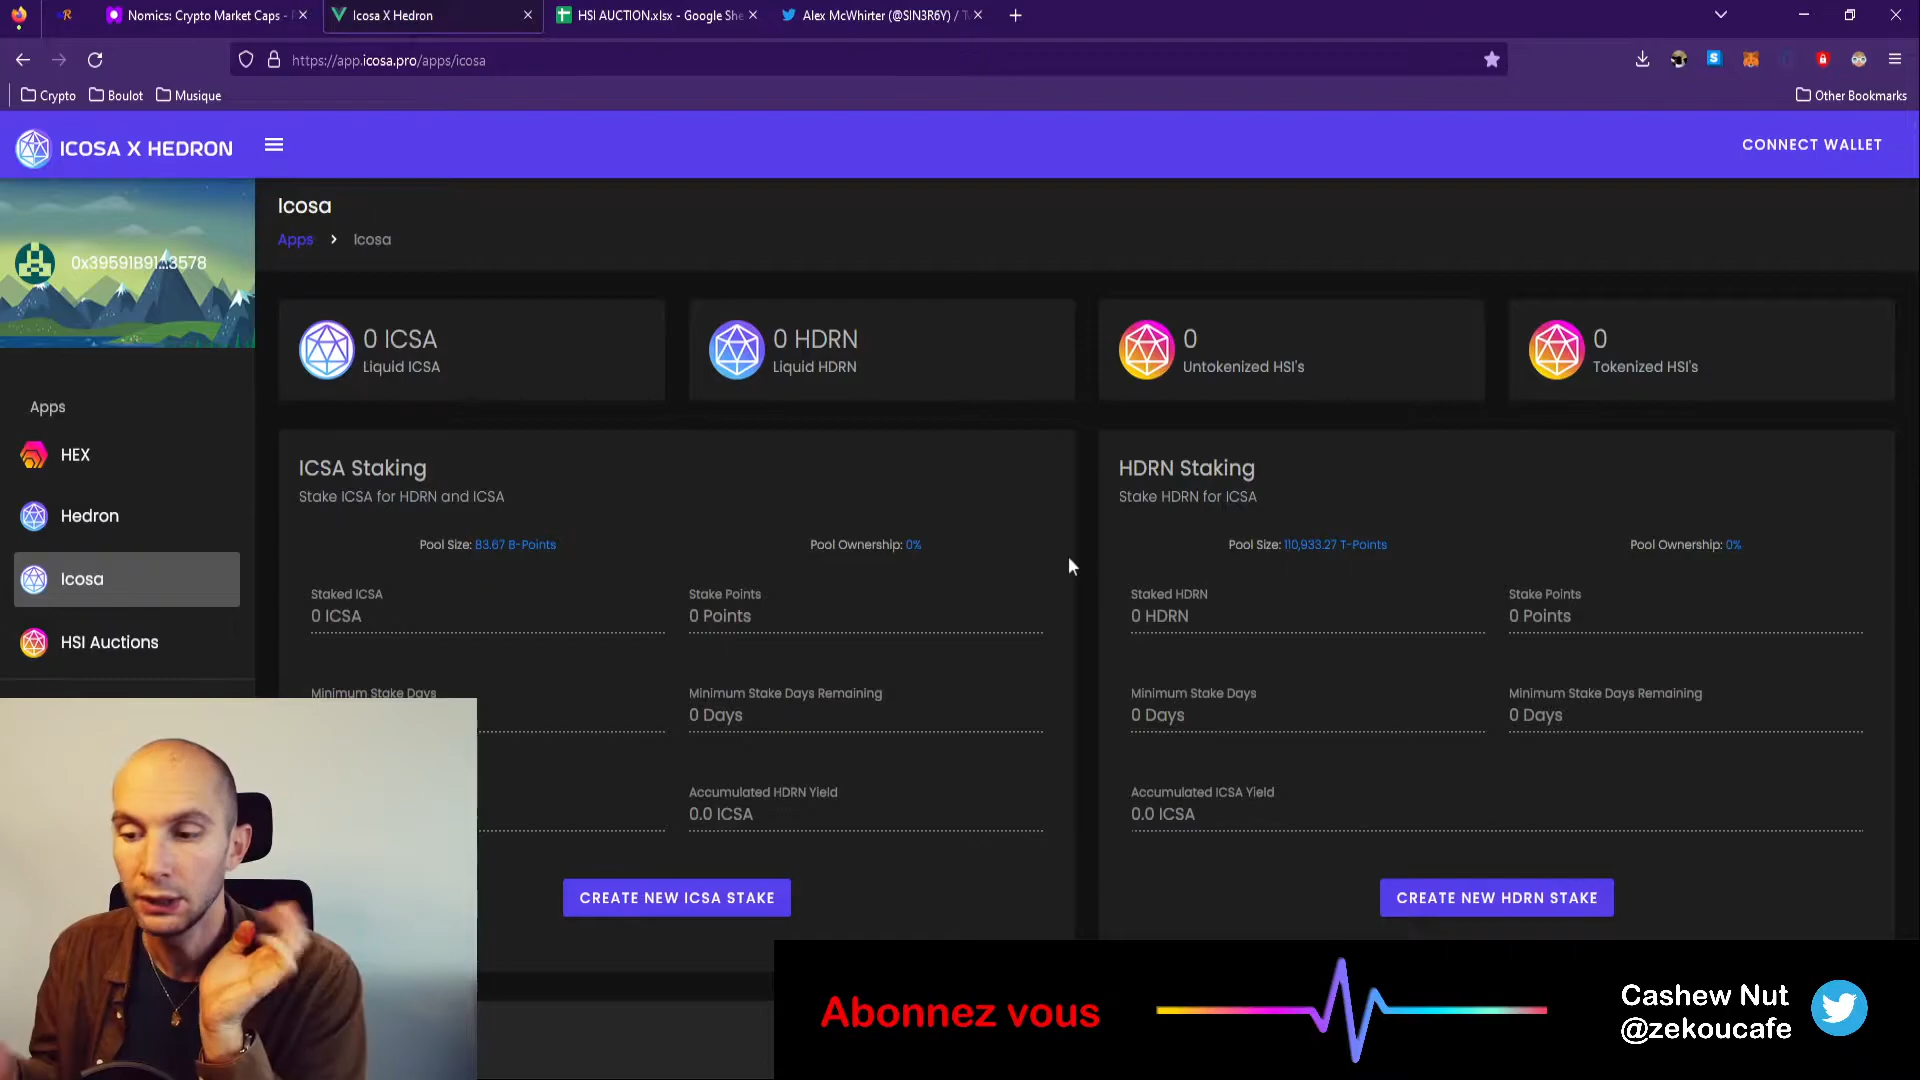 Nomics: Crypto Market Caps -
Icosa X Hedron
HSI AUCTION.xlsx - Google She
Alex McWhirter (@SIN3R6Y) / T
https://app.icosa.pro/apps/icosa
Crypto
Boulot
Musique
Other Bookmarks
ICOSA X HEDRON
CONNECT WALLET
0x39591B91...3578
Icosa
Apps > Icosa
Apps
HEX
Hedron
Icosa
HSI Auctions
0 ICSA
Liquid ICSA
0 HDRN
Liquid HDRN
0
Untokenized HSI's
0
Tokenized HSI's
ICSA Staking
Stake ICSA for HDRN and ICSA
Pool Size: 83.67 B-Points
Pool Ownership: 0%
Staked ICSA
0 ICSA
Stake Points
0 Points
Minimum Stake Days
Minimum Stake Days Remaining
0 Days
Accumulated HDRN Yield
0.0 ICSA
CREATE NEW ICSA STAKE
HDRN Staking
Stake HDRN for ICSA
Pool Size: 110,933.27 T-Points
Pool Ownership: 0%
Staked HDRN
0 HDRN
Stake Points
0 Points
Minimum Stake Days
0 Days
Minimum Stake Days Remaining
0 Days
Accumulated ICSA Yield
0.0 ICSA
CREATE NEW HDRN STAKE
Abonnez vous
Cashew Nut
@zekoucafe